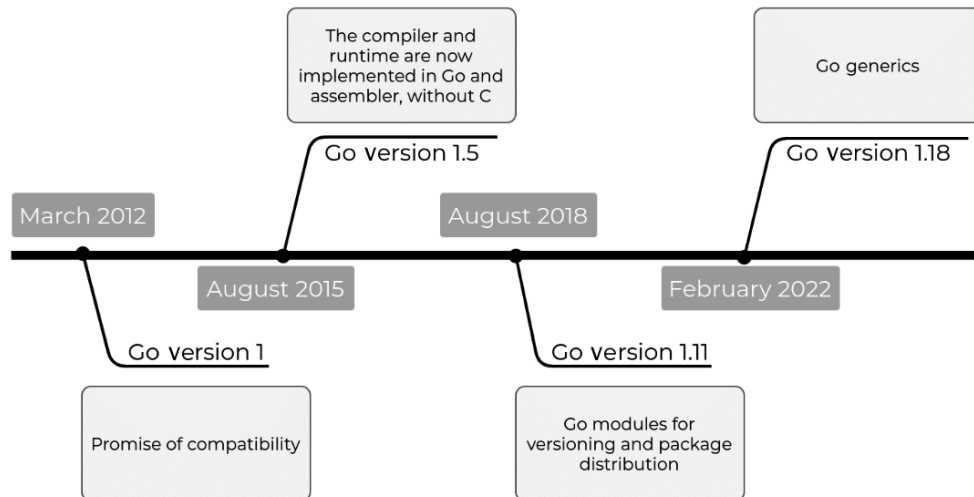 The compiler and
runtime are now
implemented in Go and
assembler, without C
Go generics
Go version 1.5
Go version 1.18
March 2012
August 2018
August 2015
February 2022
Go version 1
Go version 1.11
Promise of compatibility
Go modules for
versioning and package
distribution